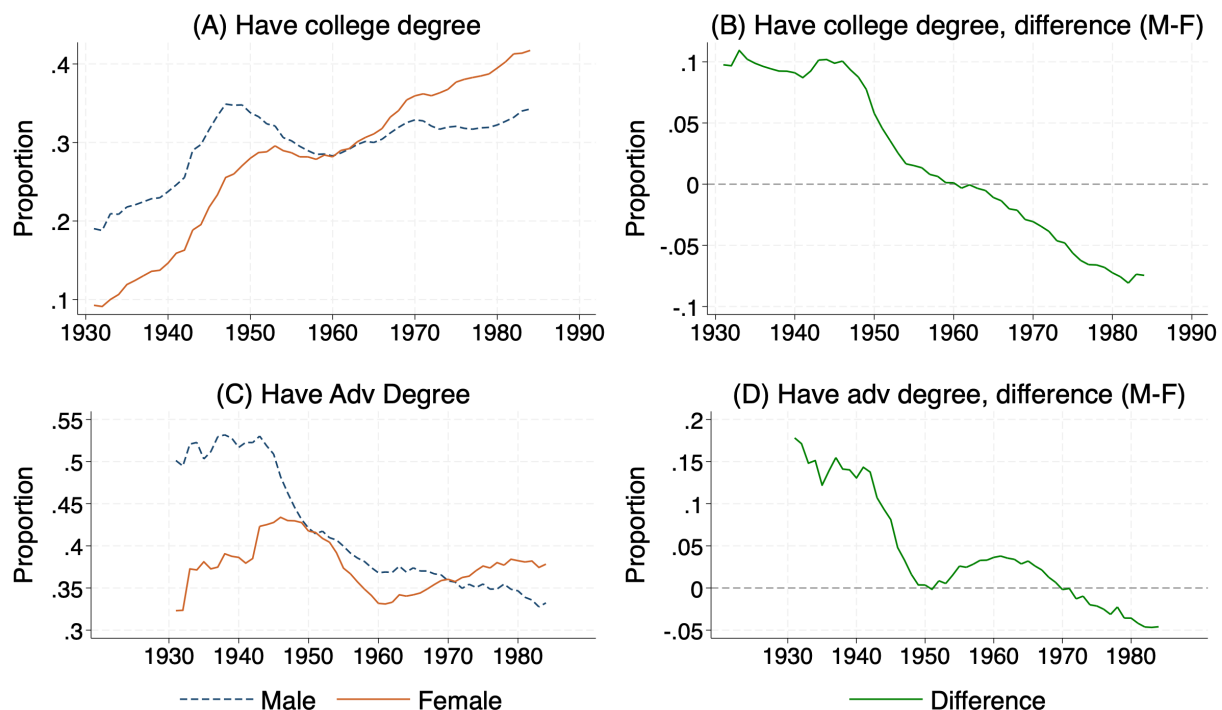 (A) Have college degree
Proportion
.4
.3
.2
.1
1930 1940 1950 1960 1970 1980 1990
(B) Have college degree, difference (M-F)
Proportion
.1
.05
0
-.05
-.1
1930 1940 1950 1960 1970 1980 1990
(C) Have Adv Degree
Proportion
.55
.5
.45
.4
.35
.3
1930 1940 1950 1960 1970 1980
(D) Have adv degree, difference (M-F)
Proportion
.2
.15
.1
.05
0
-.05
1930 1940 1950 1960 1970 1980
Male Female
Difference